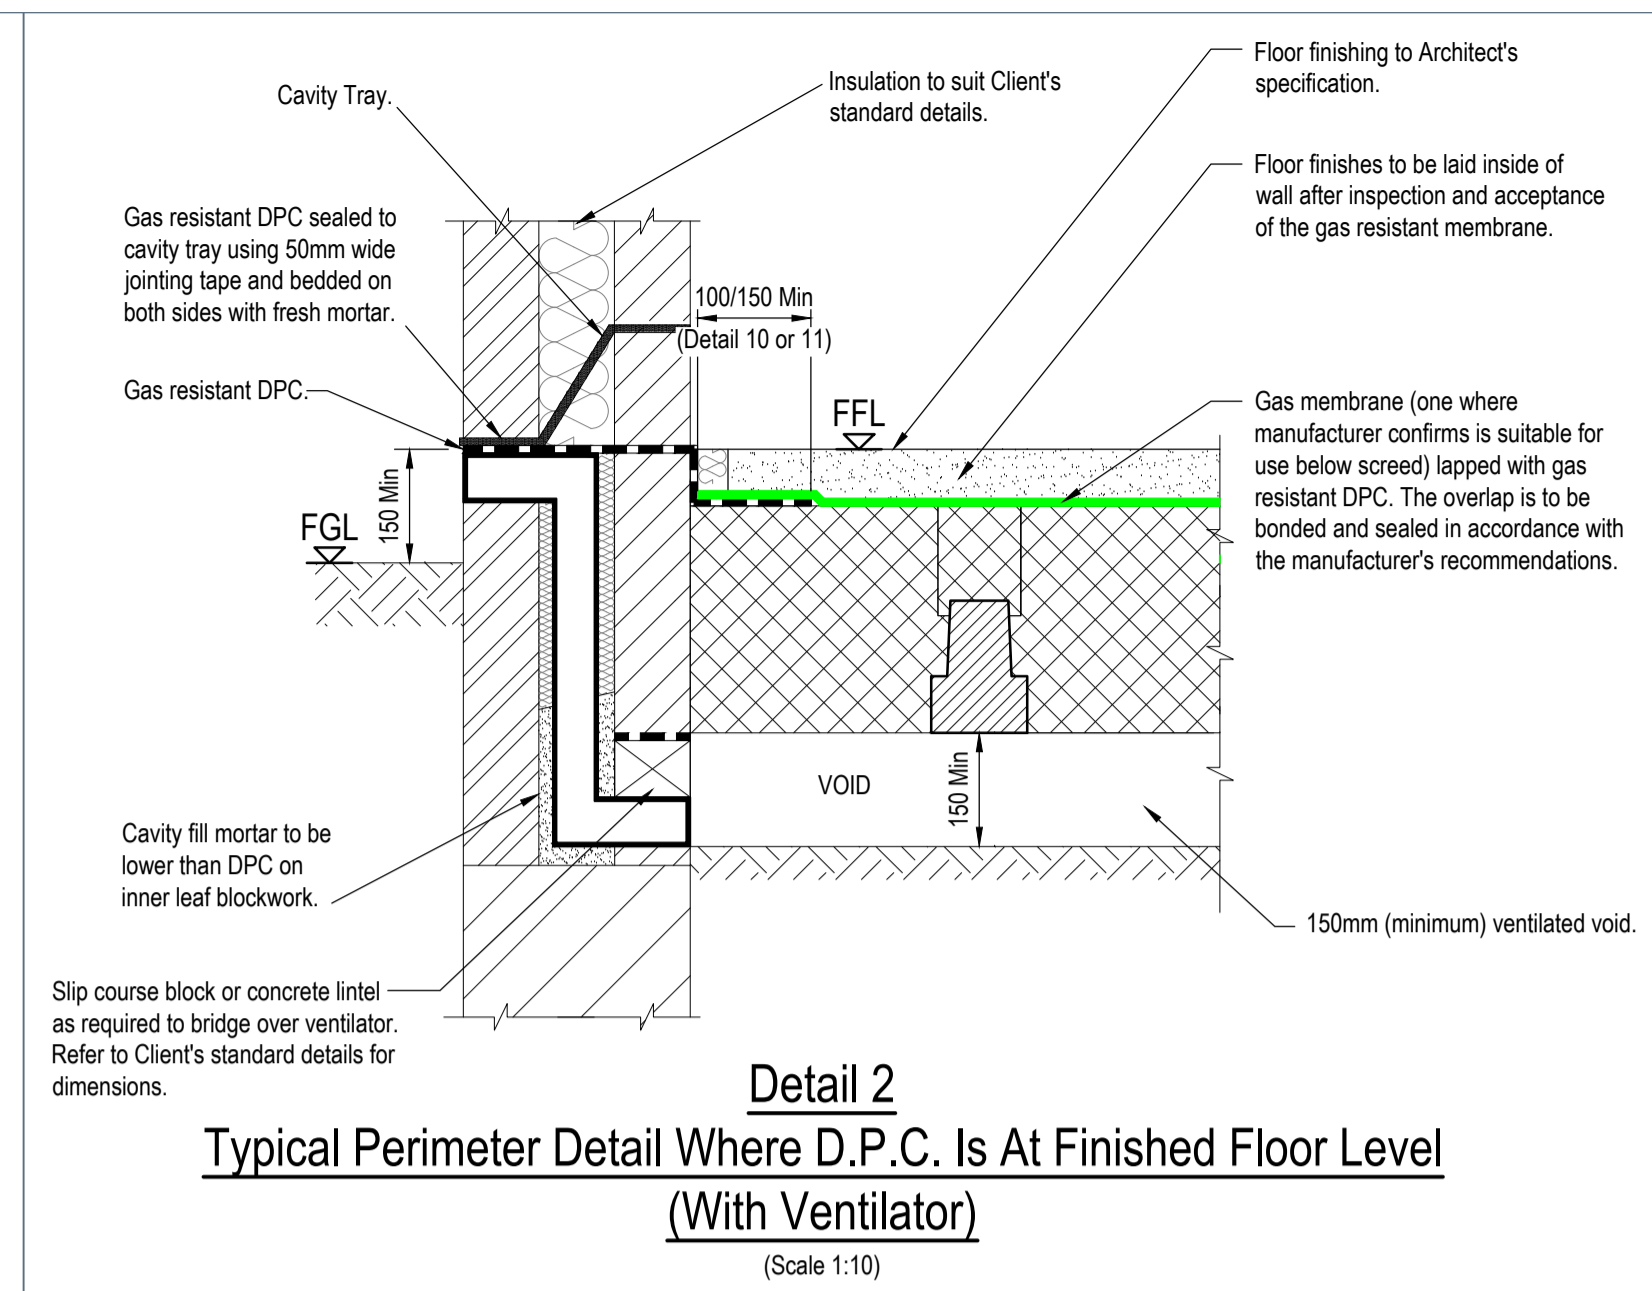 Cavity Tray.
Insulation to suit Client's
standard details.
Floor finishing to Architect's
specification.
Floor finishes to be laid inside of
wall after inspection and acceptance
of the gas resistant membrane.
Gas resistant DPC sealed to
cavity tray using 50mm wide
jointing tape and bedded on
both sides with fresh mortar.
100/150 Min
(Detail 10 or 11)
Gas resistant DPC.
FFL
Gas membrane (one where
manufacturer confirms is suitable for
use below screed) lapped with gas
resistant DPC. The overlap is to be
bonded and sealed in accordance with
the manufacturer's recommendations.
150 Min
FGL
VOID
150 Min
Cavity fill mortar to be
lower than DPC on
inner leaf blockwork.
150mm (minimum) ventilated void.
Slip course block or concrete lintel
as required to bridge over ventilator.
Refer to Client's standard details for
dimensions.
Detail 2
Typical Perimeter Detail Where D.P.C. Is At Finished Floor Level
(With Ventilator)
(Scale 1:10)